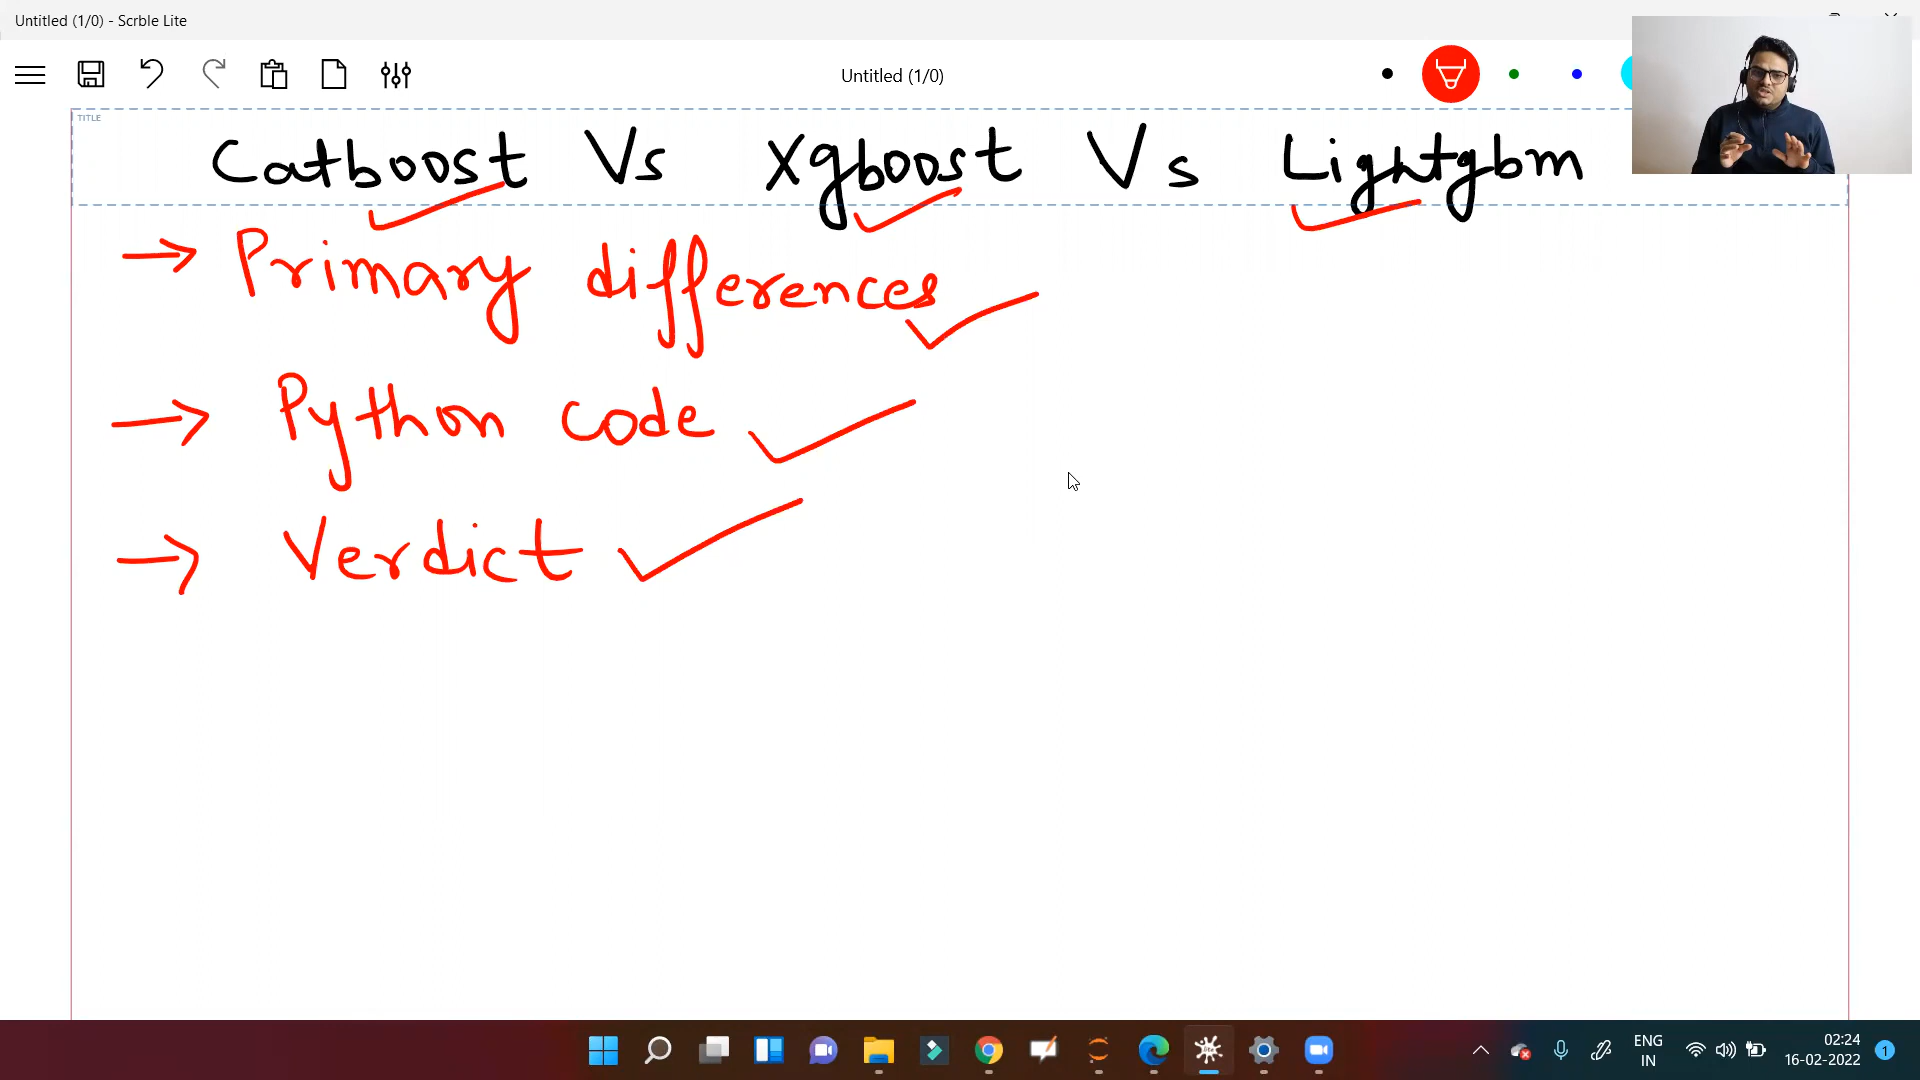 Untitled (1/0) - Scrble Lite
Untitled (1/0)
TITLE
Catboost Vs Xgboost Vs Lightgbm
→ Primary differences
→ Python code
→ Verdict
ENG
IN
02:24
16-02-2022
1